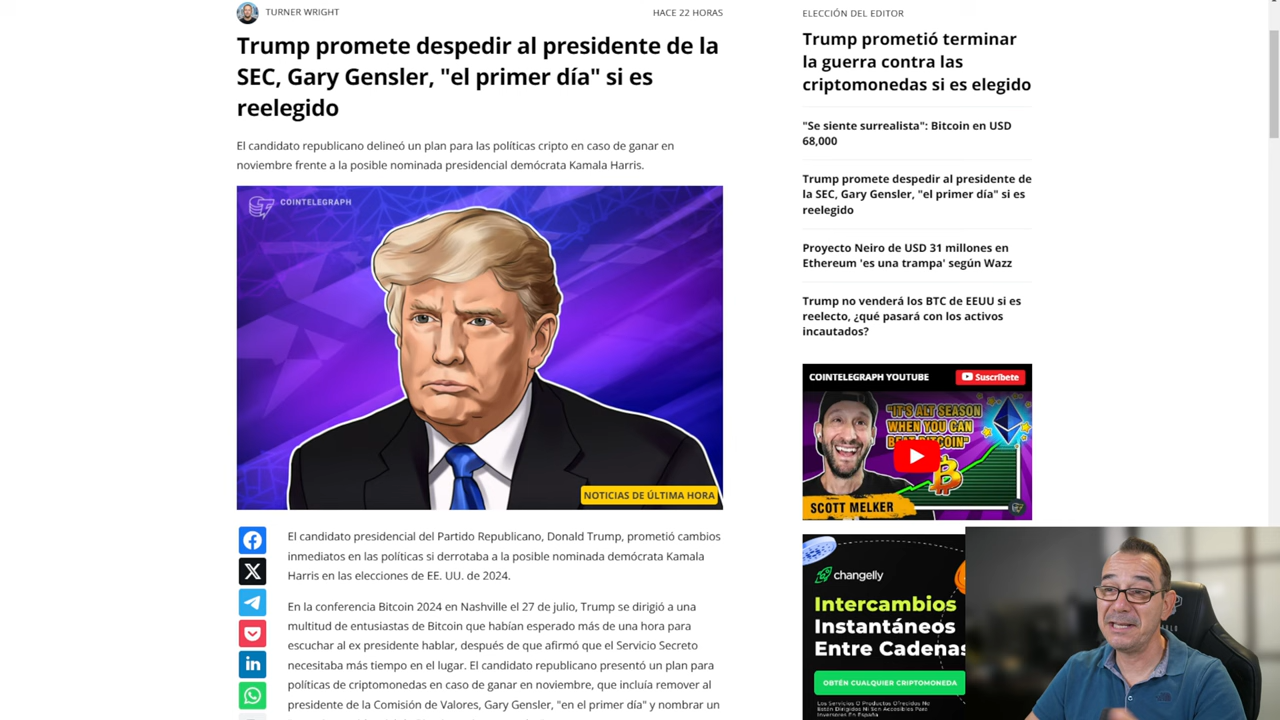 TURNER WRIGHT
HACE 22 HORAS
Trump promete despedir al presidente de la
SEC, Gary Gensler, "el primer día" si es
reelegido
El candidato republicano delineó un plan para las políticas cripto en caso de ganar en
noviembre frente a la posible nominada presidencial demócrata Kamala Harris.
COINTELEGRAPH
NOTICIAS DE ÚLTIMA HORA
El candidato presidencial del Partido Republicano, Donald Trump, prometió cambios
inmediatos en las políticas si derrotaba a la posible nominada demócrata Kamala
Harris en las elecciones de EE. UU. de 2024.
En la conferencia Bitcoin 2024 en Nashville el 27 de julio, Trump se dirigió a una
multitud de entusiastas de Bitcoin que habían esperado más de una hora para
escuchar al ex presidente hablar, después de que afirmó que el Servicio Secreto
necesitaba más tiempo en el lugar. El candidato republicano presentó un plan para
políticas de criptomonedas en caso de ganar en noviembre, que incluía remover al
presidente de la Comisión de Valores, Gary Gensler, "en el primer día" y nombrar un
ELECCIÓN DEL EDITOR
Trump prometió terminar
la guerra contra las
criptomonedas si es elegido
"Se siente surrealista": Bitcoin en USD
68,000
Trump promete despedir al presidente de
la SEC, Gary Gensler, "el primer día" si es
reelegido
Proyecto Neiro de USD 31 millones en
Ethereum 'es una trampa' según Wazz
Trump no venderá los BTC de EEUU si es
reelecto, ¿qué pasará con los activos
incautados?
COINTELEGRAPH YOUTUBE
Suscríbete
"IT'S ALT SEASON
WHEN YOU CAN
BEAT BITCOIN"
SCOTT MELKER
changelly
Intercambios
Instantáneos
Entre Cadenas
OBTÉN CUALQUIER CRIPTOMONEDA
Los Servicios O Productos Ofrecidos No